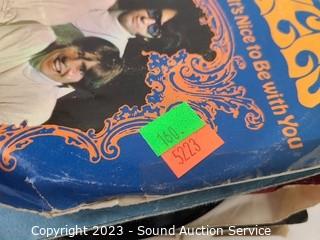 It's Nice to Be with You
160.
5223
Copyright 2023 - Sound Auction Service